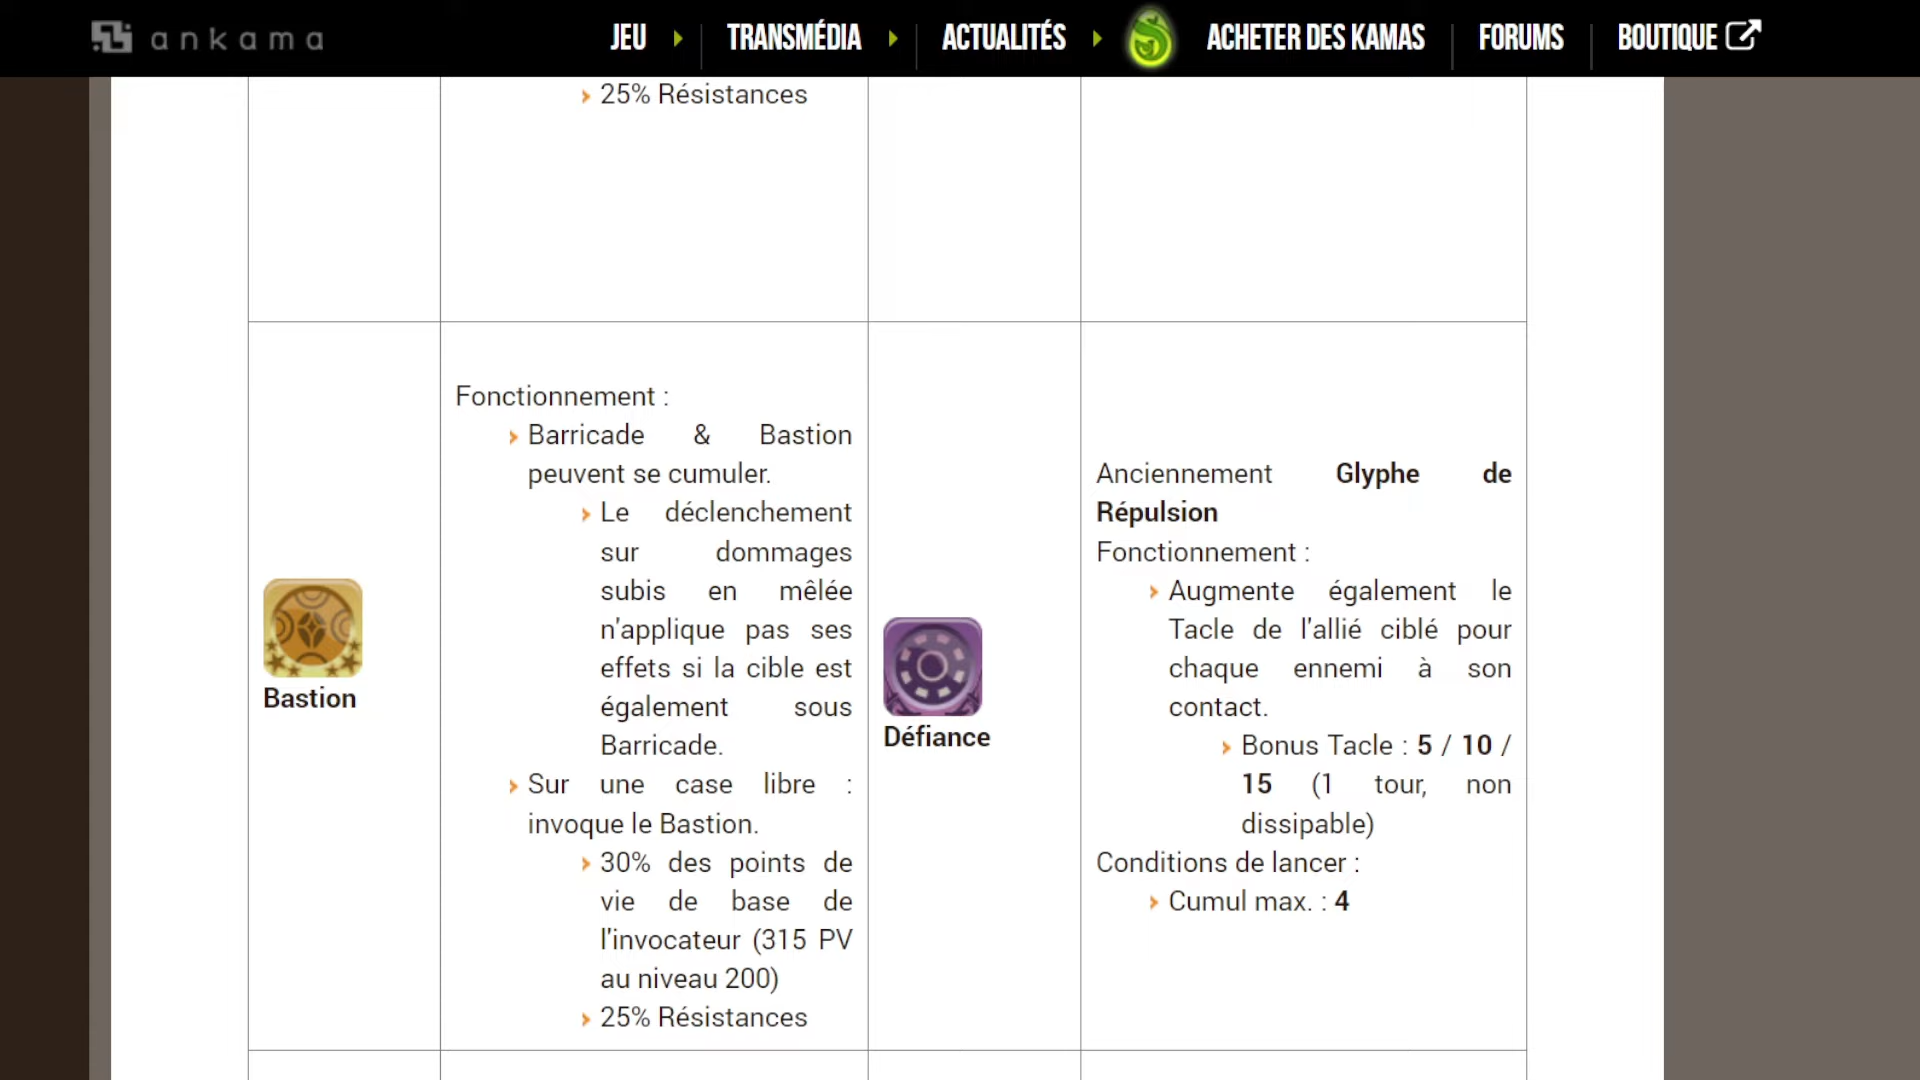 ankama
JEU
TRANSMÉDIA
ACTUALITÉS
ACHETER DES KAMAS
FORUMS
BOUTIQUE
25% Résistances
Bastion
Fonctionnement :
Barricade & Bastion
peuvent se cumuler.
Le déclenchement
sur dommages
subis en mêlée
n'applique pas ses
effets si la cible est
également sous
Barricade.
Sur une case libre :
invoque le Bastion.
30% des points de
vie de base de
l'invocateur (315 PV
au niveau 200)
25% Résistances
Défiance
Anciennement Glyphe de
Répulsion
Fonctionnement :
Augmente également le
Tacle de l'allié ciblé pour
chaque ennemi à son
contact.
Bonus Tacle : 5 / 10 /
15 (1 tour, non
dissipable)
Conditions de lancer :
Cumul max. : 4